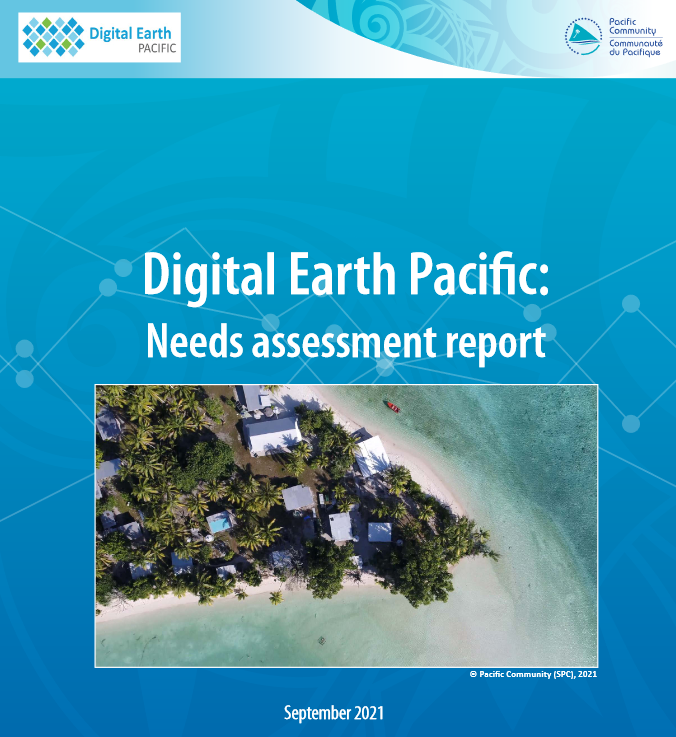 Digital Earth
PACIFIC
Pacific
Community
Communauté
du Pacifique
Digital Earth Pacific:
Needs assessment report
© Pacific Community (SPC), 2021
September 2021